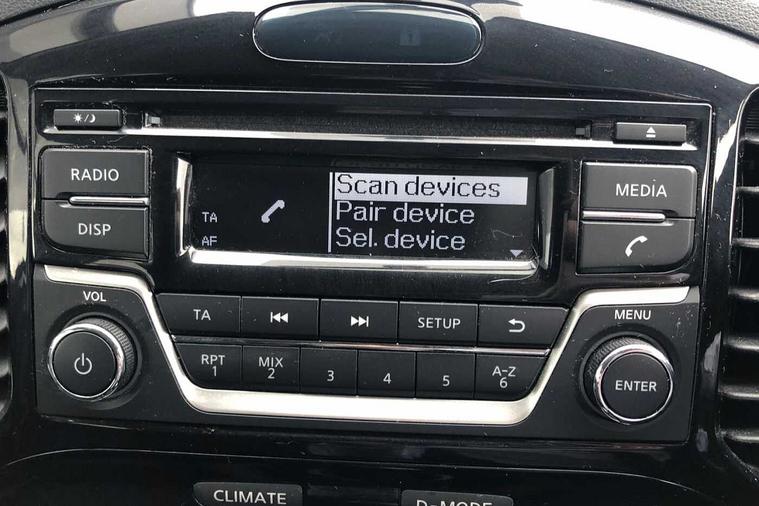 RADIO
DISP
TA
AF
Scan devices
Pair device
Sel. device
MEDIA
VOL
TA
SETUP
MENU
RPT
1
MIX
2
3
4
5
A-Z
6
ENTER
CLIMATE
D-MODE